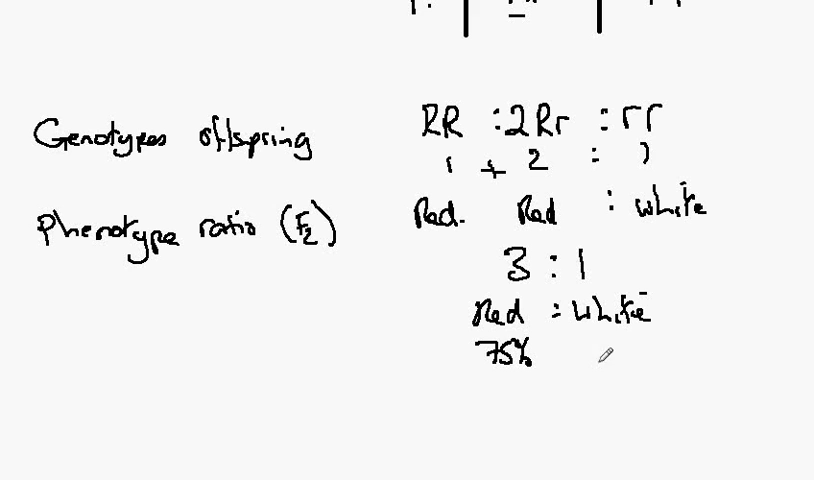 Genotypes offspring RR : 2Rr : rr
1 + 2 : 1
Phenotype ratio (F2) Red. Red : white
3 : 1
Red : white
75%